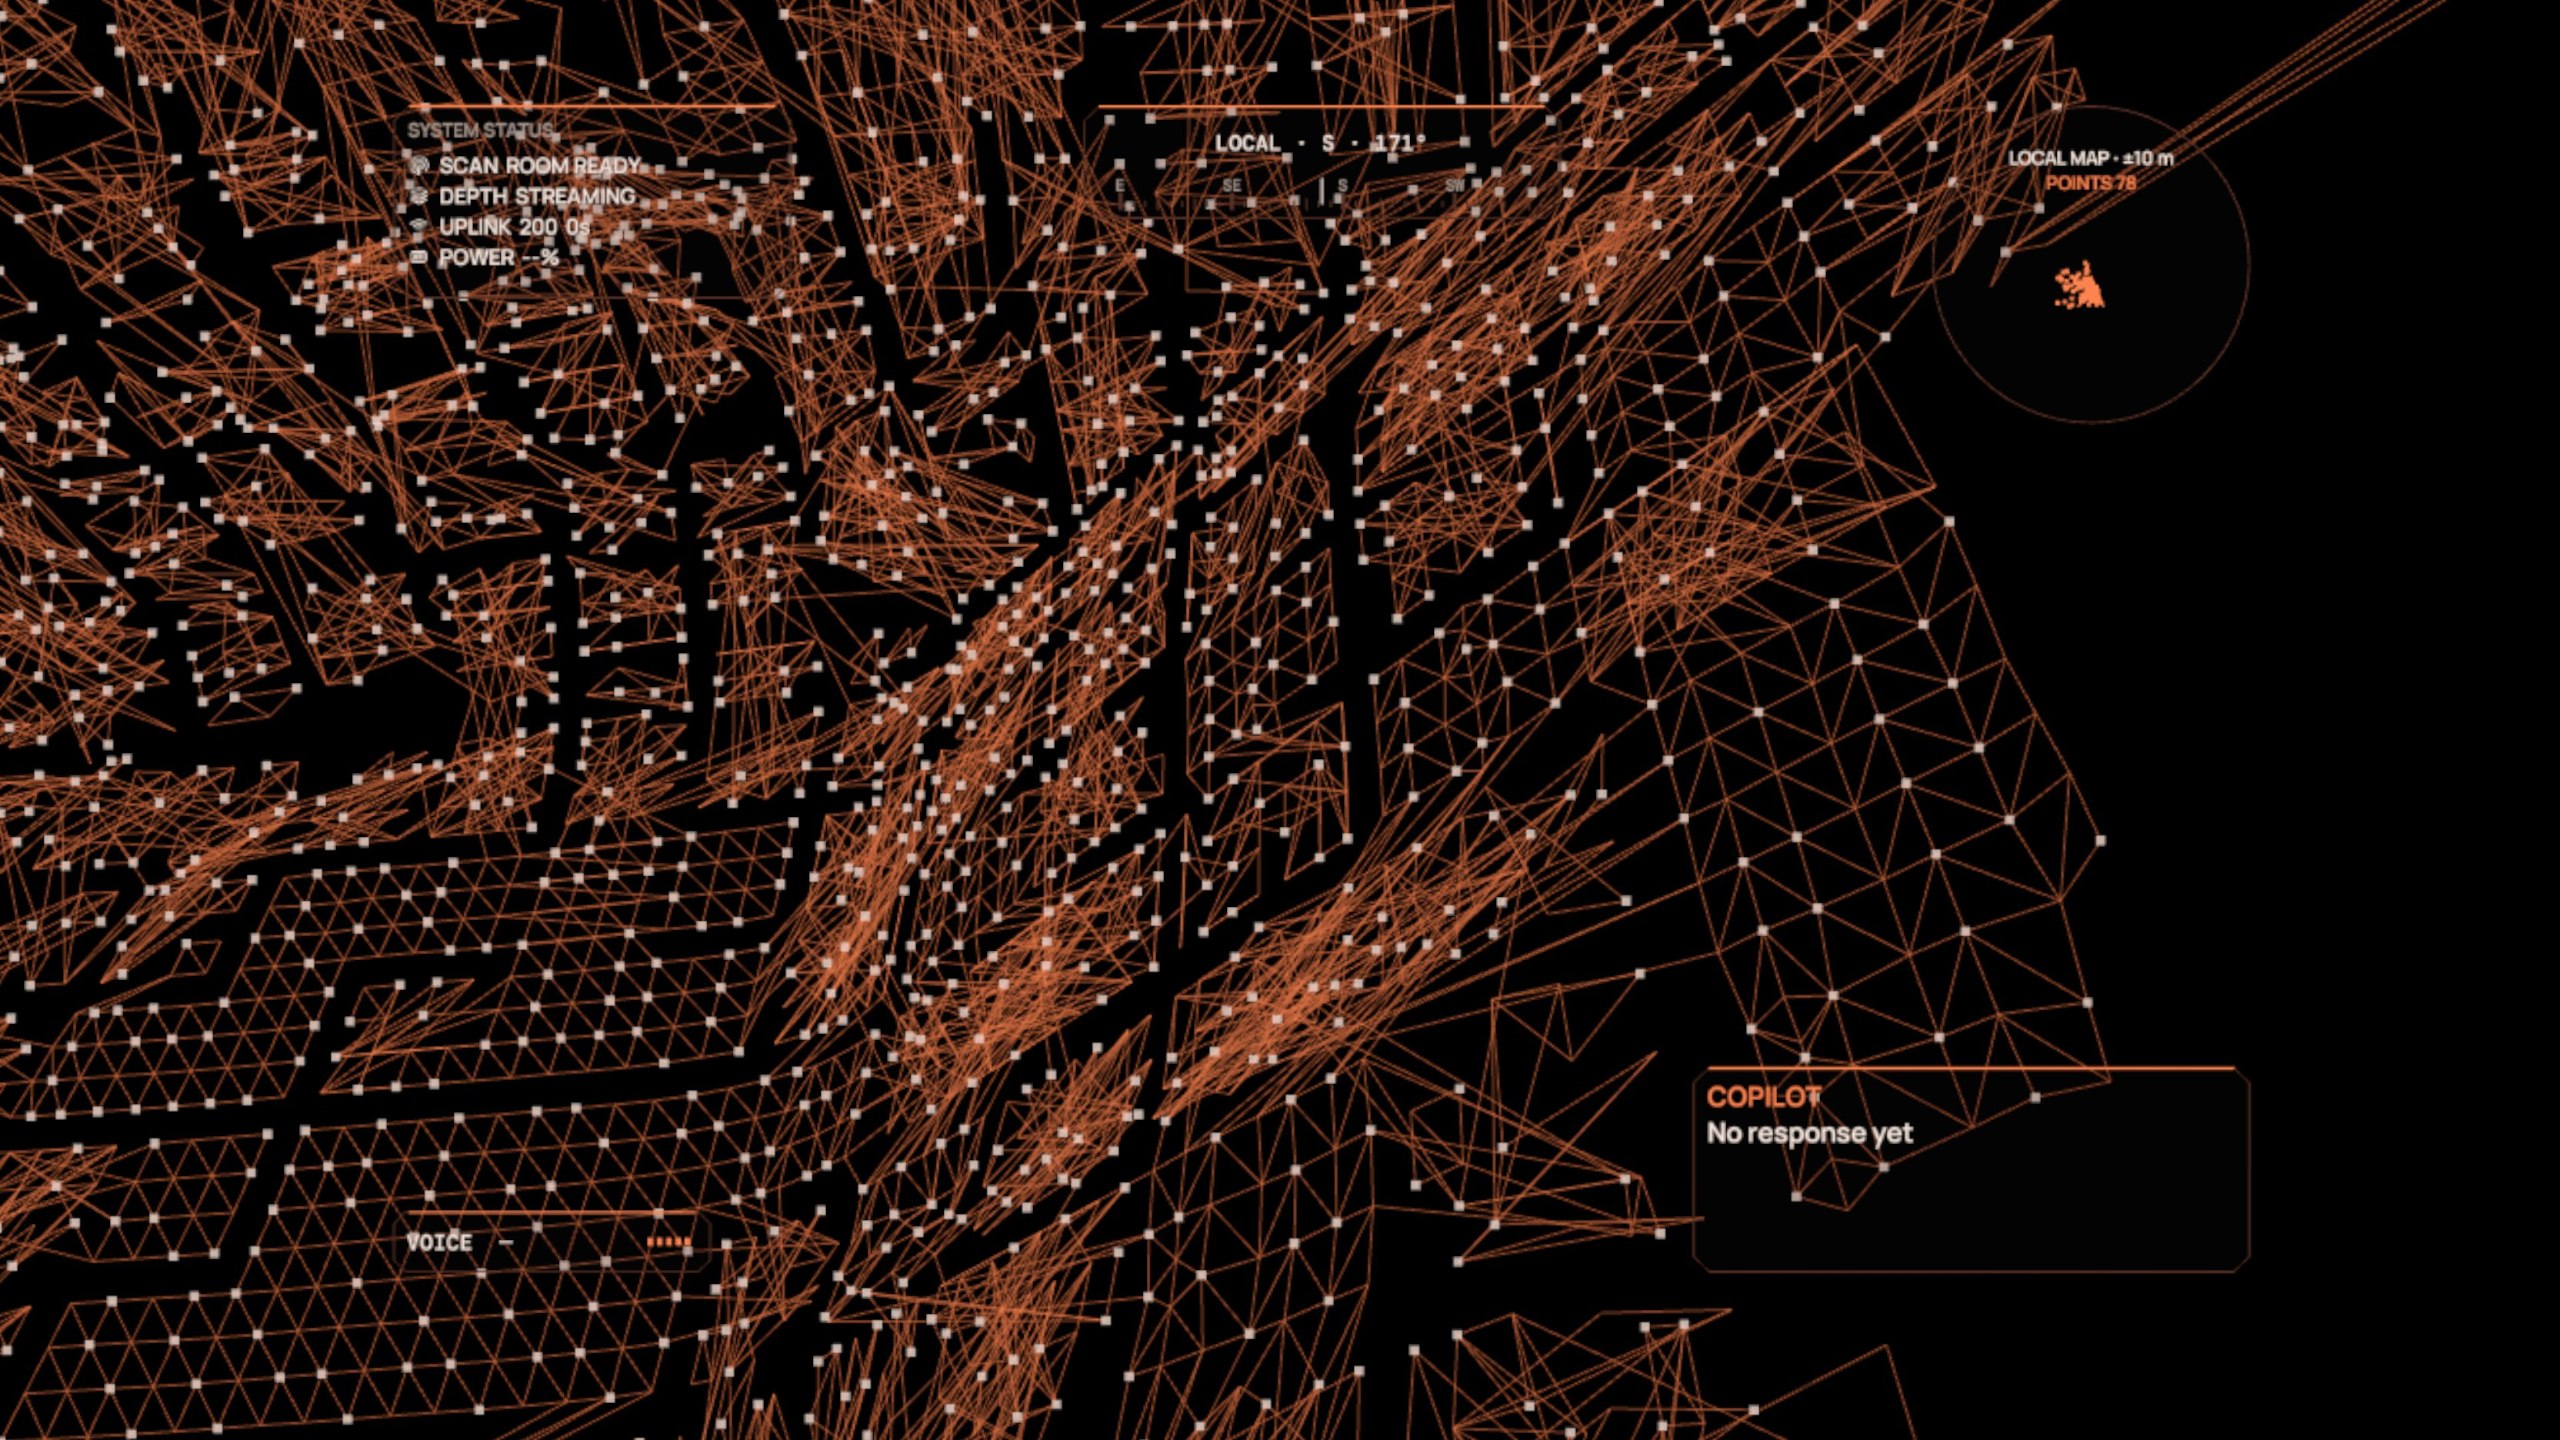 SYSTEM STATUS
SCAN ROOM READY
DEPTH STREAMING
UPLINK 200 0s
POWER --%
LOCAL · S · 171°
E SE S SW
LOCAL MAP · ±10 m
POINTS 78
COPILOT
No response yet
VOICE —